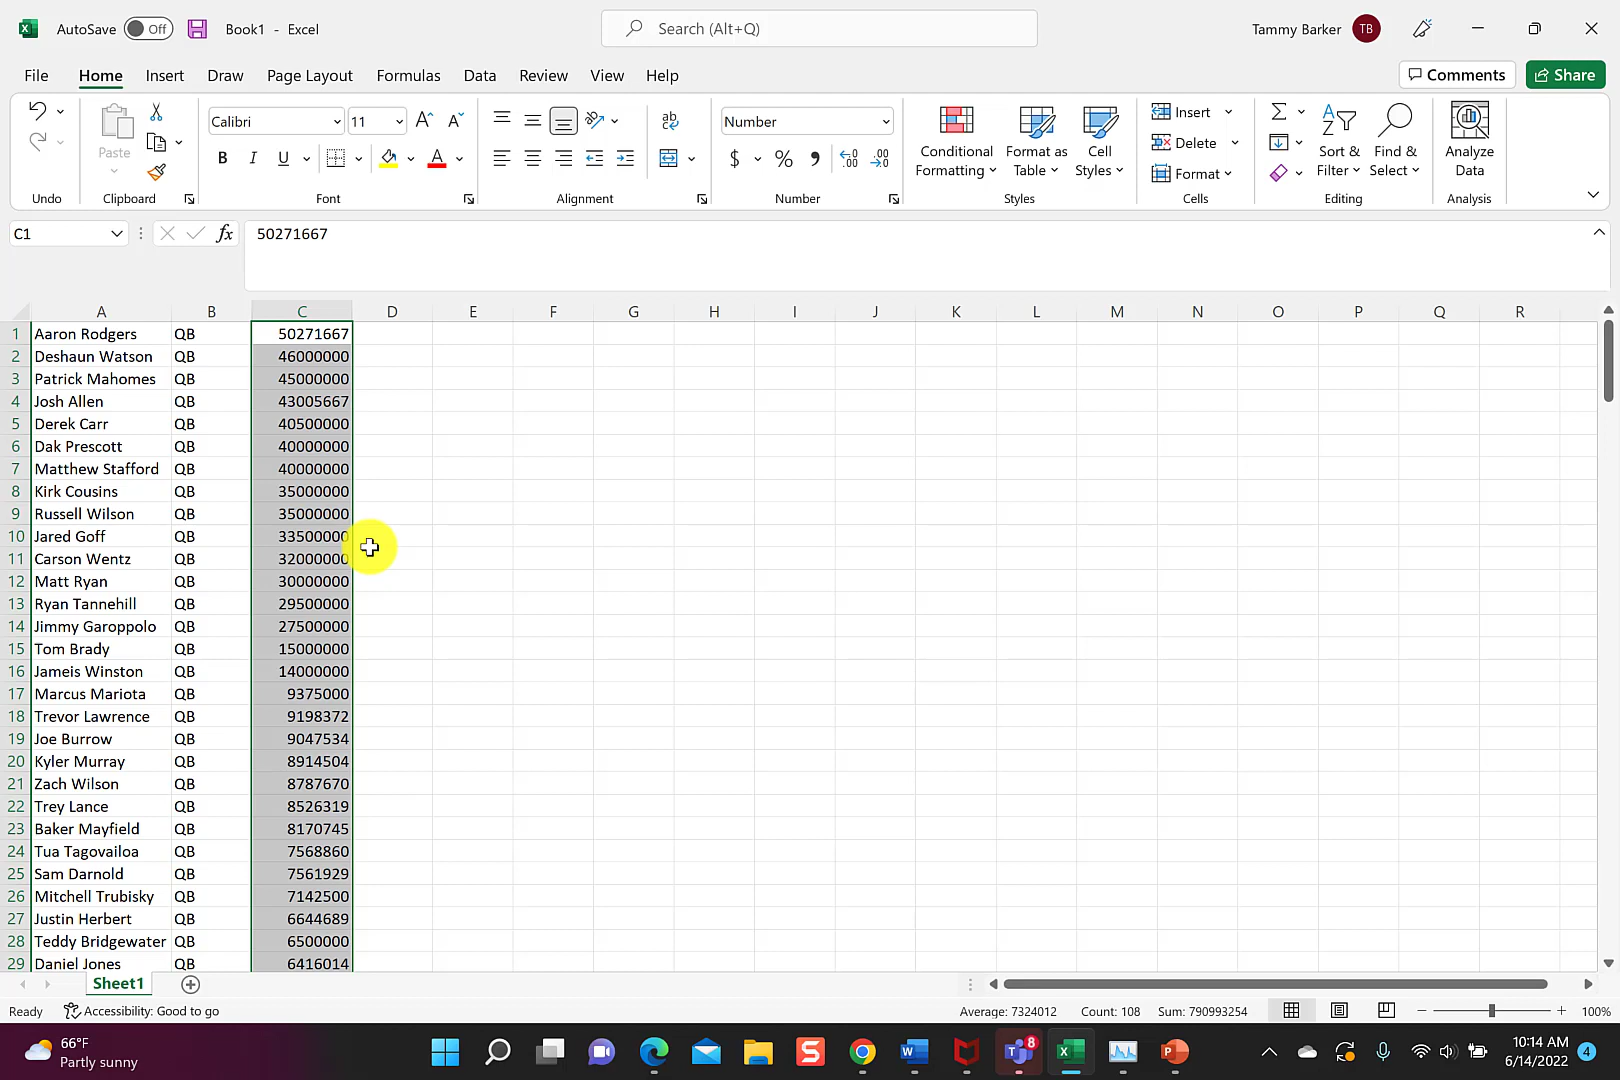 AutoSave Off Book1 - Excel Search (Alt+Q) Tammy Barker TB
File Home Insert Draw Page Layout Formulas Data Review View Help Comments Share
Calibri 11 Number Insert
Paste B I U A $ % Conditional Formatting Format as Table Cell Styles Delete Sort & Filter Find & Select Analyze Data
Format
Undo Clipboard Font Alignment Number Styles Cells Editing Analysis
C1 fx 50271667
A B C D E F G H I J K L M N O P Q R
1 Aaron Rodgers QB 50271667
2 Deshaun Watson QB 46000000
3 Patrick Mahomes QB 45000000
4 Josh Allen QB 43005667
5 Derek Carr QB 40500000
6 Dak Prescott QB 40000000
7 Matthew Stafford QB 40000000
8 Kirk Cousins QB 35000000
9 Russell Wilson QB 35000000
10 Jared Goff QB 33500000
11 Carson Wentz QB 32000000
12 Matt Ryan QB 30000000
13 Ryan Tannehill QB 29500000
14 Jimmy Garoppolo QB 27500000
15 Tom Brady QB 15000000
16 Jameis Winston QB 14000000
17 Marcus Mariota QB 9375000
18 Trevor Lawrence QB 9198372
19 Joe Burrow QB 9047534
20 Kyler Murray QB 8914504
21 Zach Wilson QB 8787670
22 Trey Lance QB 8526319
23 Baker Mayfield QB 8170745
24 Tua Tagovailoa QB 7568860
25 Sam Darnold QB 7561929
26 Mitchell Trubisky QB 7142500
27 Justin Herbert QB 6644689
28 Teddy Bridgewater QB 6500000
29 Daniel Jones QB 6416014
Sheet1
Ready Accessibility: Good to go Average: 7324012 Count: 108 Sum: 790993254 100%
66°F
Partly sunny
8
10:14 AM
6/14/2022
4